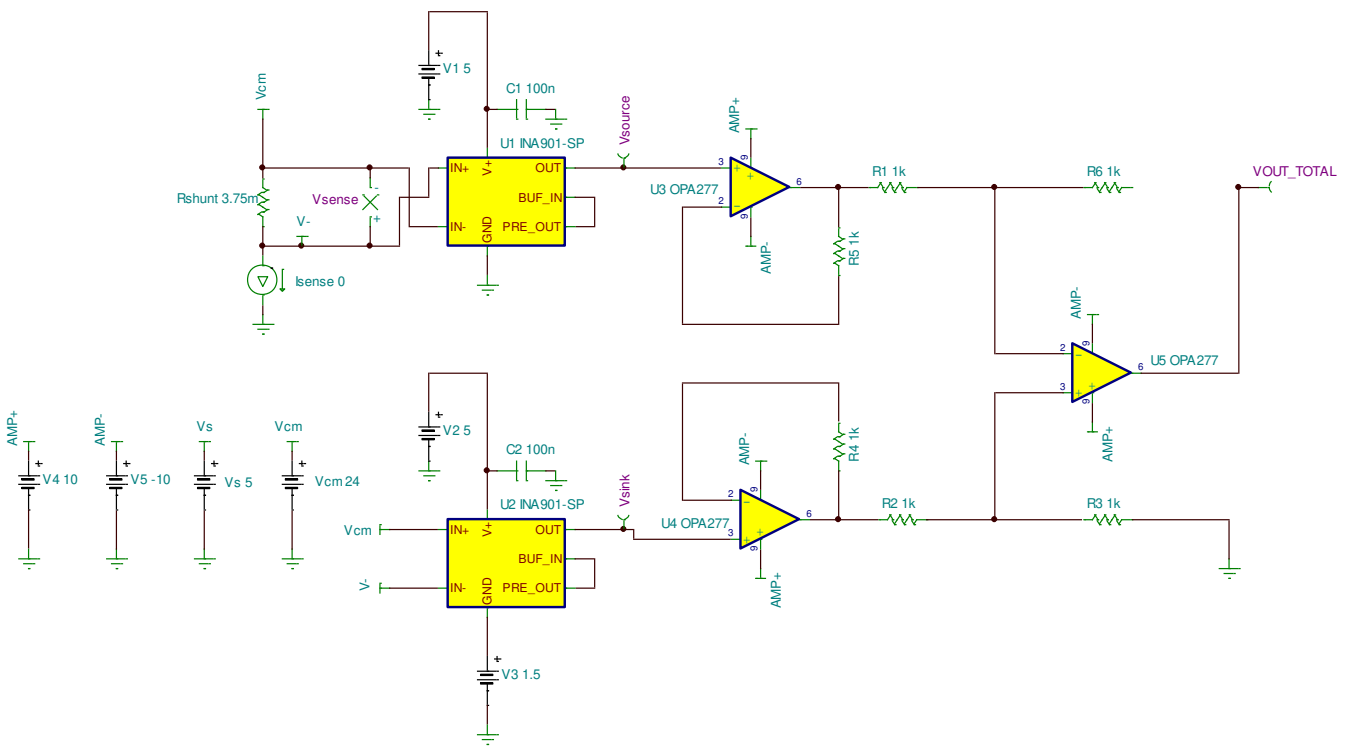 V1 5
C1 100n
Vcm
Vsource
AMP+
U1 INA901-SP
IN+
V+
OUT
BUF_IN
IN-
GND
PRE_OUT
Rshunt 3.75m
Vsense
-
+
V-
Isense 0
3
2
9
9
6
+
-
+
-
U3 OPA277
AMP-
R1 1k
R5 1k
R6 1k
VOUT_TOTAL
AMP-
2
3
9
9
6
-
+
-
+
U5 OPA277
AMP+
V2 5
C2 100n
U2 INA901-SP
Vcm
IN+
V+
OUT
BUF_IN
V-
IN-
GND
PRE_OUT
Vsink
V3 1.5
AMP-
R4 1k
2
3
9
9
6
-
+
-
+
U4 OPA277
AMP+
R2 1k
R3 1k
AMP+
AMP-
Vs
Vcm
V4 10
V5 -10
Vs 5
Vcm 24